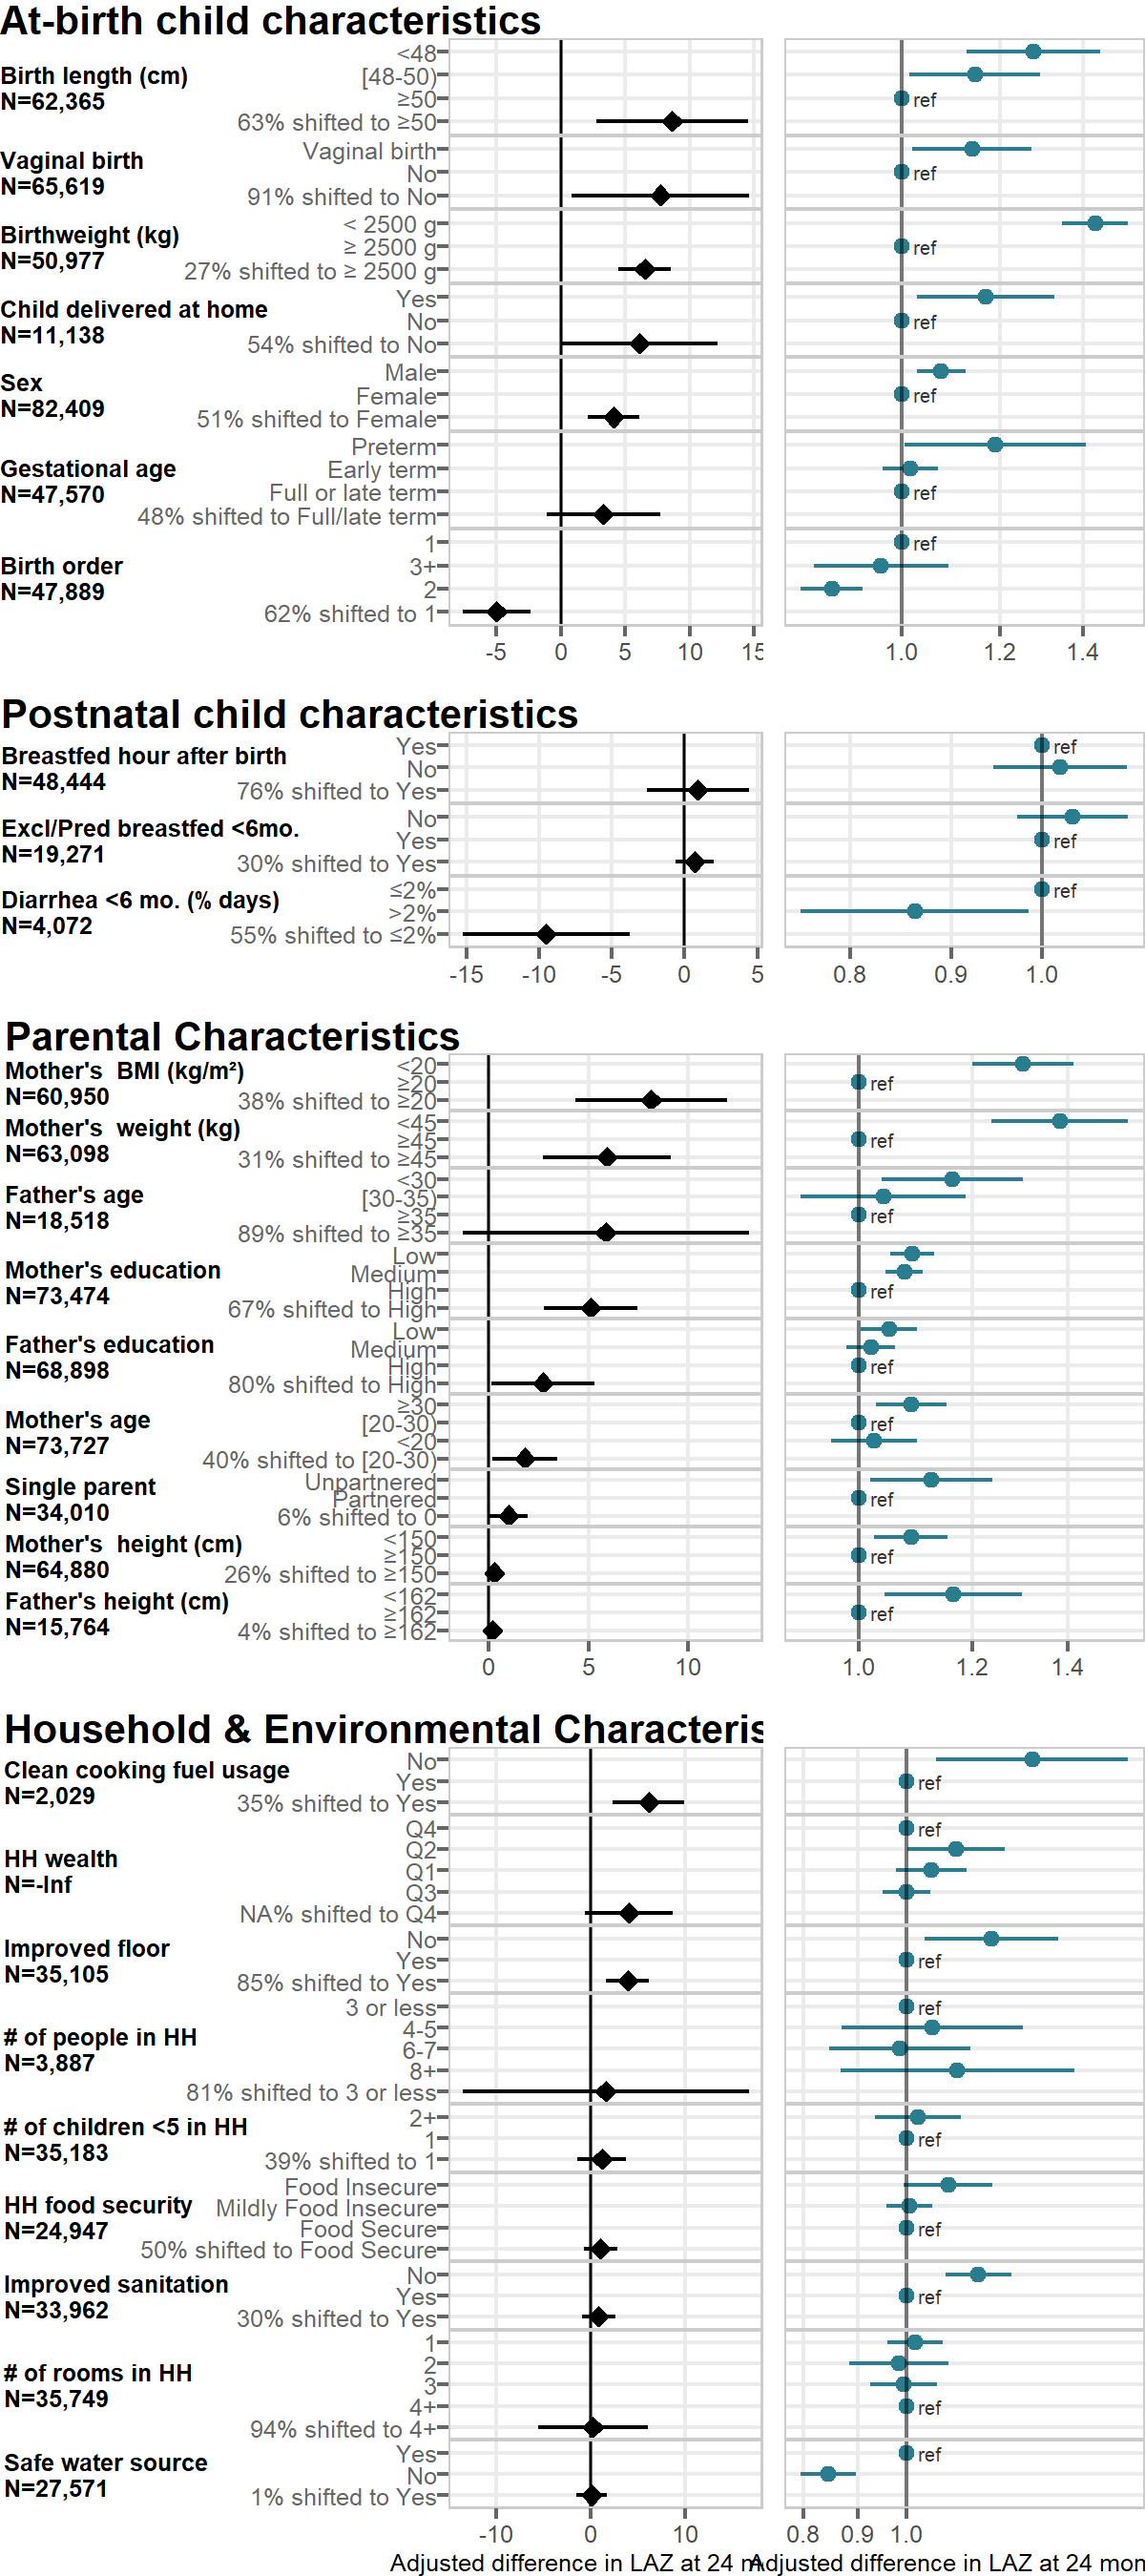 At-birth child characteristics
Birth length (cm)
N=62,365
<48
[48-50)
≥50
63% shifted to ≥50
ref
Vaginal birth
N=65,619
Vaginal birth
No
91% shifted to No
ref
Birthweight (kg)
N=50,977
< 2500 g
≥ 2500 g
27% shifted to ≥ 2500 g
ref
Child delivered at home
N=11,138
Yes
No
54% shifted to No
ref
Sex
N=82,409
Male
Female
51% shifted to Female
ref
Gestational age
N=47,570
Preterm
Early term
Full or late term
48% shifted to Full/late term
ref
Birth order
N=47,889
1
3+
2
62% shifted to 1
ref
-5 0 5 10 15
1.0 1.2 1.4
Postnatal child characteristics
Breastfed hour after birth
N=48,444
Yes
No
76% shifted to Yes
ref
Excl/Pred breastfed <6mo.
N=19,271
No
Yes
30% shifted to Yes
ref
Diarrhea <6 mo. (% days)
N=4,072
≤2%
>2%
55% shifted to ≤2%
ref
-15 -10 -5 0 5
0.8 0.9 1.0
Parental Characteristics
Mother's  BMI (kg/m²)
N=60,950
<20
≥20
38% shifted to ≥20
ref
Mother's  weight (kg)
N=63,098
<45
≥45
31% shifted to ≥45
ref
Father's age
N=18,518
<30
[30-35)
≥35
89% shifted to ≥35
ref
Mother's education
N=73,474
Low
Medium
High
67% shifted to High
ref
Father's education
N=68,898
Low
Medium
High
80% shifted to High
ref
Mother's age
N=73,727
≥30
[20-30)
<20
40% shifted to [20-30)
ref
Single parent
N=34,010
Unpartnered
Partnered
6% shifted to 0
ref
Mother's  height (cm)
N=64,880
<150
≥150
26% shifted to ≥150
ref
Father's height (cm)
N=15,764
<162
≥162
4% shifted to ≥162
ref
0 5 10
1.0 1.2 1.4
Household & Environmental Characteris
Clean cooking fuel usage
N=2,029
No
Yes
35% shifted to Yes
ref
HH wealth
N=-Inf
Q4
Q2
Q1
Q3
NA% shifted to Q4
ref
Improved floor
N=35,105
No
Yes
85% shifted to Yes
ref
# of people in HH
N=3,887
3 or less
4-5
6-7
8+
81% shifted to 3 or less
ref
# of children <5 in HH
N=35,183
2+
1
39% shifted to 1
ref
HH food security
N=24,947
Food Insecure
Mildly Food Insecure
Food Secure
50% shifted to Food Secure
ref
Improved sanitation
N=33,962
No
Yes
30% shifted to Yes
ref
# of rooms in HH
N=35,749
1
2
3
4+
94% shifted to 4+
ref
Safe water source
N=27,571
Yes
No
1% shifted to Yes
ref
-10 0 10
0.8 0.9 1.0
Adjusted difference in LAZ at 24 m
Adjusted difference in LAZ at 24 mon